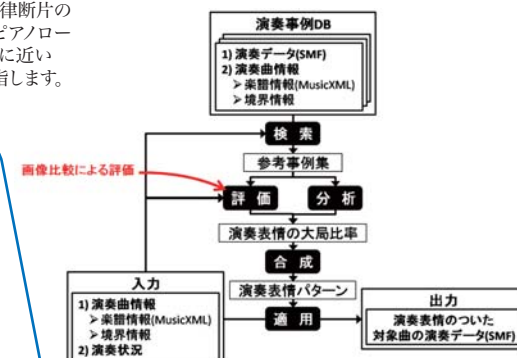 律断片の
ピアノロー
に近い
指します。
演奏事例DB
1) 演奏データ(SMF)
2) 演奏曲情報
➢楽譜情報(MusicXML)
➢境界情報
検 索
参考事例集
画像比較による評価
評 価
分 析
演奏表情の大局比率
合 成
演奏表情パターン
適 用
入力
1) 演奏曲情報
➢楽譜情報(MusicXML)
➢境界情報
2) 演奏状況
出力
演奏表情のついた
対象曲の演奏データ(SMF)